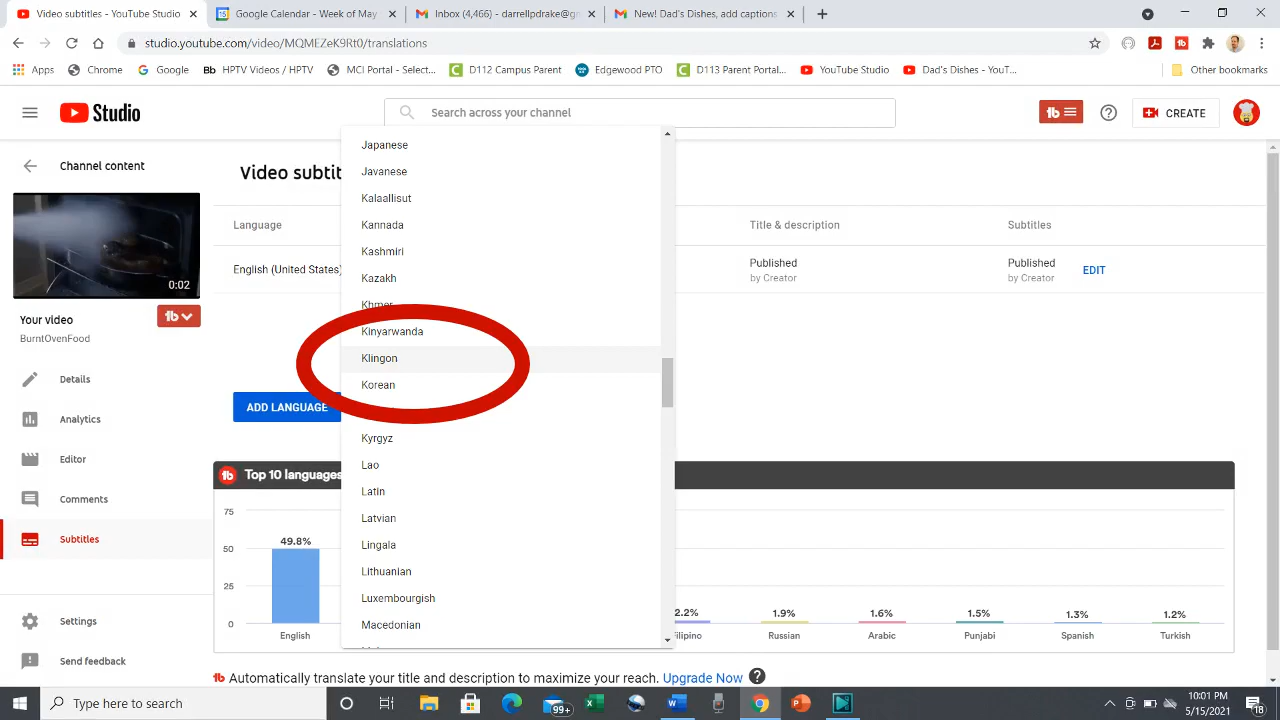 YouTube Studio
Google Calendar - Week of May
Inbox (4,466) - darrellpdrake@gm
New! Dad's Dishes - Add captions
studio.youtube.com/video/MQMEZeK9Rt0/translations
Apps
Chrome
Google
Bb HPTV Videos / HPTV
MCI Portal - Select...
D112 Campus Parent
Edgewood PTO
D113 Parent Portal...
YouTube Studio
Dad's Dishes - YouT...
Other bookmarks
Studio
Search across your channel
CREATE
Channel content
0:02
Your video
BurntOvenFood
Details
Analytics
Editor
Comments
Subtitles
Settings
Send feedback
Video subtit
Language
Title & description
Subtitles
English (United States)
Published
by Creator
Published
by Creator
EDIT
ADD LANGUAGE
Japanese
Javanese
Kalaallisut
Kannada
Kashmiri
Kazakh
Khmer
Kinyarwanda
Klingon
Korean
Kyrgyz
Lao
Latin
Latvian
Lingala
Lithuanian
Luxembourgish
Macedonian
Top 10 languages
75
50
25
0
49.8%
2.2%
1.9%
1.6%
1.5%
1.3%
1.2%
English
ilipino
Russian
Arabic
Punjabi
Spanish
Turkish
Automatically translate your title and description to maximize your reach. Upgrade Now
Type here to search
99+
10:01 PM
5/15/2021
18